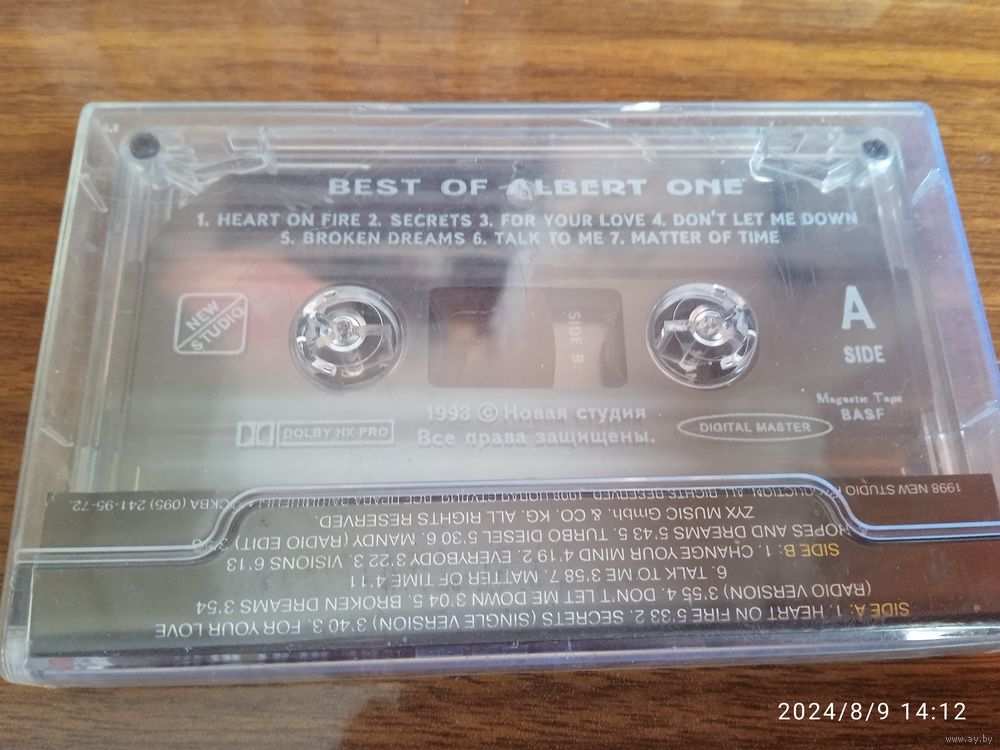 BEST OF ALBERT ONE
1. HEART ON FIRE 2. SECRETS 3. FOR YOUR LOVE 4. DON'T LET ME DOWN
5. BROKEN DREAMS 6. TALK TO ME 7. MATTER OF TIME
NEW
STUDIO
SIDE B:
A
SIDE
Magnetic Tape
BASF
DOLBY HX PRO
1998 © Новая студия
Все права защищены.
DIGITAL MASTER
SIDE A: 1. HEART ON FIRE 5'33 2. SECRETS (SINGLE VERSION) 3'40 3. FOR YOUR LOVE
(RADIO VERSION) 3'55 4. DON'T LET ME DOWN 3'04 5. BROKEN DREAMS 3'54
6. TALK TO ME 3'58 7. MATTER OF TIME 4'11
SIDE B: 1. CHANGE YOUR MIND 4'19 2. EVERYBODY 3'22 3. VISIONS 6'13
HOPES AND DREAMS 5'43 5. TURBO DIESEL 5'30 6. MANDY (RADIO EDIT)
ZYX MUSIC Gmbh. & CO. KG. ALL RIGHTS RESERVED.
1998 NEW STUDIO ALL RIGHTS RESERVED. (095) 241-95-72.
2024/8/9 14:12
www.ay.by